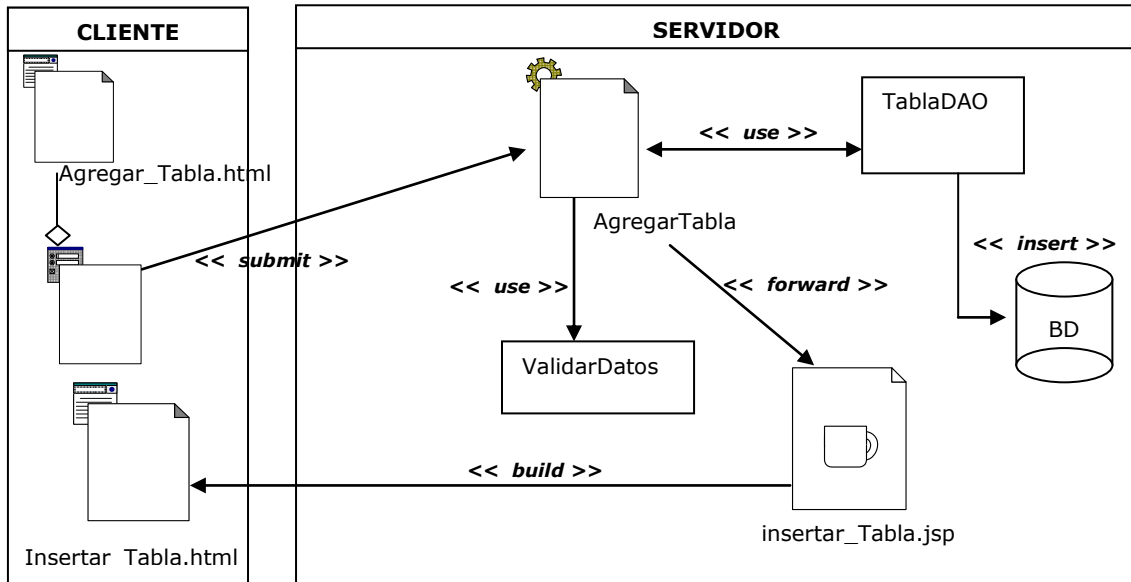 CLIENTE
SERVIDOR
Agregar_Tabla.html
<< submit >>
AgregarTabla
<< use >>
TablaDAO
<< insert >>
BD
<< use >>
<< forward >>
ValidarDatos
<< build >>
insertar_Tabla.jsp
Insertar Tabla.html